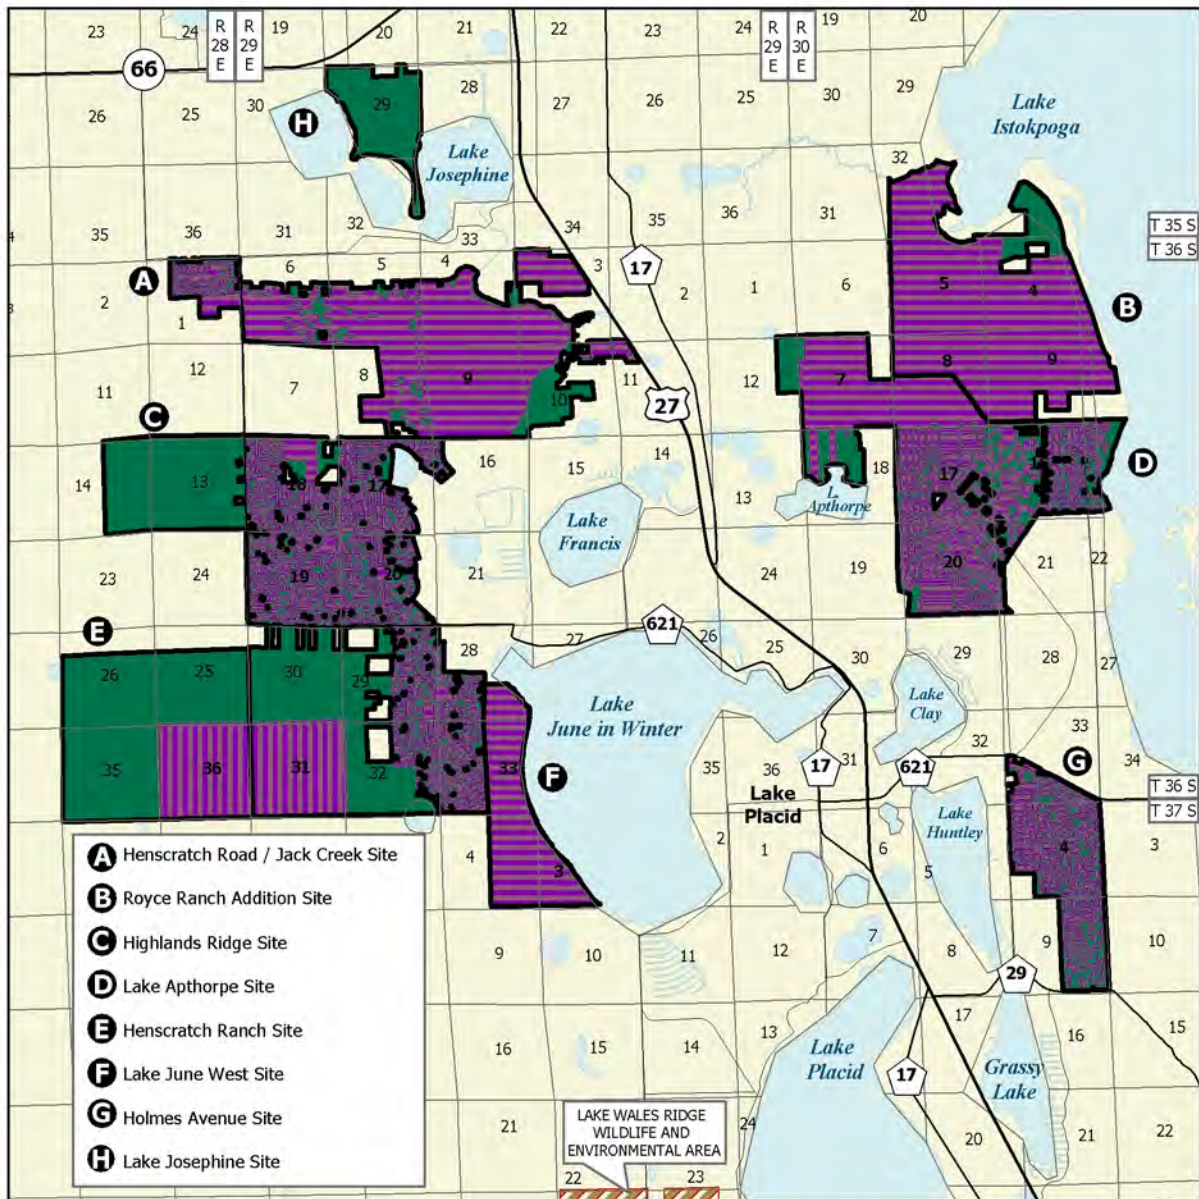 23
24
R
28
E
R
29
E
19
20
21
22
23
24
R
29
E
R
30
E
19
20
66
26
25
30
29
28
27
26
25
30
29
Lake
Istokpoga
H
Lake
Josephine
32
35
36
31
32
33
34
35
36
31
T 35 S
T 36 S
A
6
5
4
3
17
2
1
6
5
4
B
2
1
12
7
8
9
10
11
27
12
7
8
9
11
C
14
13
18
17
16
15
14
13
L.
Apthorpe
18
17
D
Lake
Francis
23
24
19
20
21
24
19
20
21
22
E
621
27
26
25
30
29
28
27
28
26
25
30
29
Lake
June in Winter
Lake
Clay
33
32
34
G
35
36
31
32
33
F
35
36
17
31
621
Lake
Placid
T 36 S
T 37 S
Lake
Huntley
4
3
2
1
6
5
4
3
A Henscratch Road / Jack Creek Site
B Royce Ranch Addition Site
C Highlands Ridge Site
D Lake Apthorpe Site
E Henscratch Ranch Site
F Lake June West Site
G Holmes Avenue Site
H Lake Josephine Site
9
10
11
12
7
8
9
10
29
16
15
14
13
Lake
Placid
17
17
Grassy
Lake
16
15
21
LAKE WALES RIDGE
WILDLIFE AND
ENVIRONMENTAL AREA
24
20
21
22
22
23